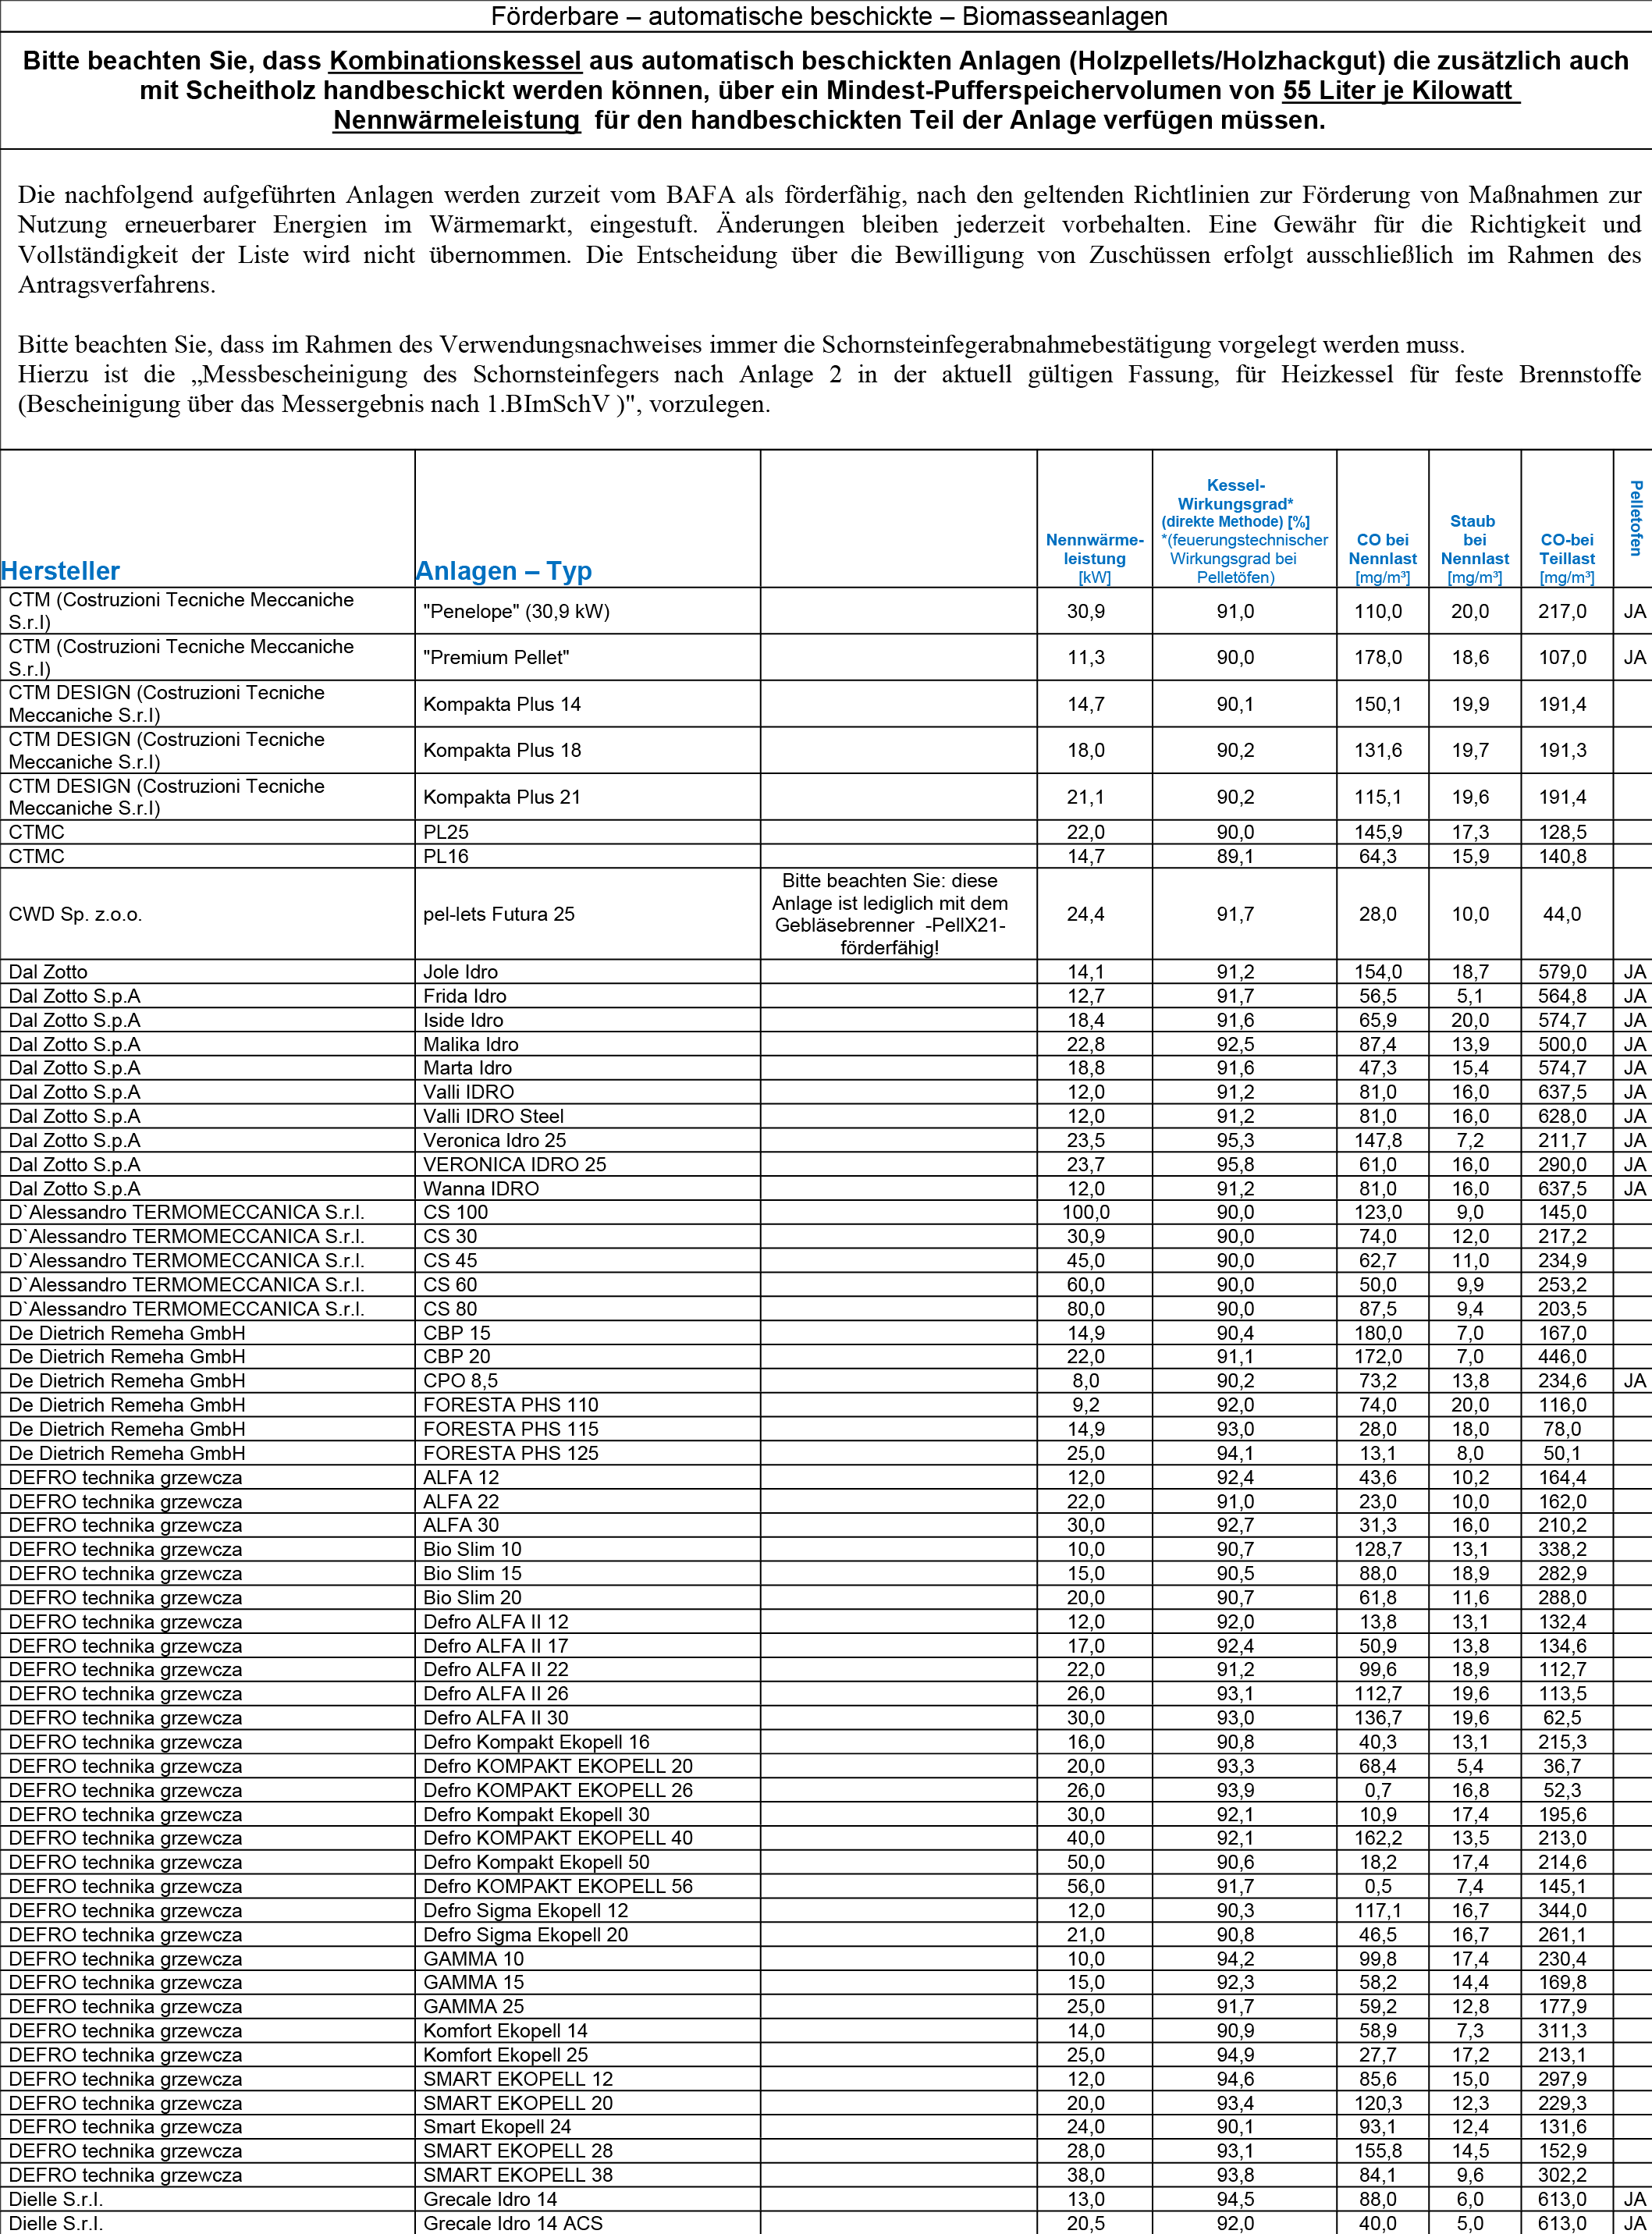 Förderbare – automatische beschickte – Biomasseanlagen
Bitte beachten Sie, dass Kombinationskessel aus automatisch beschickten Anlagen (Holzpellets/Holzhackgut) die zusätzlich auch
mit Scheitholz handbeschickt werden können, über ein Mindest-Pufferspeichervolumen von 55 Liter je Kilowatt
Nennwärmeleistung für den handbeschickten Teil der Anlage verfügen müssen.
Die nachfolgend aufgeführten Anlagen werden zurzeit vom BAFA als förderfähig, nach den geltenden Richtlinien zur Förderung von Maßnahmen zur
Nutzung erneuerbarer Energien im Wärmemarkt, eingestuft. Änderungen bleiben jederzeit vorbehalten. Eine Gewähr für die Richtigkeit und
Vollständigkeit der Liste wird nicht übernommen. Die Entscheidung über die Bewilligung von Zuschüssen erfolgt ausschließlich im Rahmen des
Antragsverfahrens.
Bitte beachten Sie, dass im Rahmen des Verwendungsnachweises immer die Schornsteinfegerabnahmebestätigung vorgelegt werden muss.
Hierzu ist die „Messbescheinigung des Schornsteinfegers nach Anlage 2 in der aktuell gültigen Fassung, für Heizkessel für feste Brennstoffe
(Bescheinigung über das Messergebnis nach 1.BImSchV )", vorzulegen.
Hersteller
Anlagen – Typ
Nennwärme-
leistung
[kW]
Kessel-
Wirkungsgrad*
(direkte Methode) [%]
*(feuerungstechnischer
Wirkungsgrad bei
Pelletöfen)
CO bei
Nennlast
[mg/m³]
Staub
bei
Nennlast
[mg/m³]
CO-bei
Teillast
[mg/m³]
Pelletofen
CTM (Costruzioni Tecniche Meccaniche
S.r.l) "Penelope" (30,9 kW) 30,9 91,0 110,0 20,0 217,0 JA
CTM (Costruzioni Tecniche Meccaniche
S.r.l) "Premium Pellet" 11,3 90,0 178,0 18,6 107,0 JA
CTM DESIGN (Costruzioni Tecniche
Meccaniche S.r.l) Kompakta Plus 14 14,7 90,1 150,1 19,9 191,4
CTM DESIGN (Costruzioni Tecniche
Meccaniche S.r.l) Kompakta Plus 18 18,0 90,2 131,6 19,7 191,3
CTM DESIGN (Costruzioni Tecniche
Meccaniche S.r.l) Kompakta Plus 21 21,1 90,2 115,1 19,6 191,4
CTMC PL25 22,0 90,0 145,9 17,3 128,5
CTMC PL16 14,7 89,1 64,3 15,9 140,8
CWD Sp. z.o.o. pel-lets Futura 25
Bitte beachten Sie: diese
Anlage ist lediglich mit dem
Gebläsebrenner -PellX21-
förderfähig!
24,4 91,7 28,0 10,0 44,0
Dal Zotto Jole Idro 14,1 91,2 154,0 18,7 579,0 JA
Dal Zotto S.p.A Frida Idro 12,7 91,7 56,5 5,1 564,8 JA
Dal Zotto S.p.A Iside Idro 18,4 91,6 65,9 20,0 574,7 JA
Dal Zotto S.p.A Malika Idro 22,8 92,5 87,4 13,9 500,0 JA
Dal Zotto S.p.A Marta Idro 18,8 91,6 47,3 15,4 574,7 JA
Dal Zotto S.p.A Valli IDRO 12,0 91,2 81,0 16,0 637,5 JA
Dal Zotto S.p.A Valli IDRO Steel 12,0 91,2 81,0 16,0 628,0 JA
Dal Zotto S.p.A Veronica Idro 25 23,5 95,3 147,8 7,2 211,7 JA
Dal Zotto S.p.A VERONICA IDRO 25 23,7 95,8 61,0 16,0 290,0 JA
Dal Zotto S.p.A Wanna IDRO 12,0 91,2 81,0 16,0 637,5 JA
D`Alessandro TERMOMECCANICA S.r.l. CS 100 100,0 90,0 123,0 9,0 145,0
D`Alessandro TERMOMECCANICA S.r.l. CS 30 30,9 90,0 74,0 12,0 217,2
D`Alessandro TERMOMECCANICA S.r.l. CS 45 45,0 90,0 62,7 11,0 234,9
D`Alessandro TERMOMECCANICA S.r.l. CS 60 60,0 90,0 50,0 9,9 253,2
D`Alessandro TERMOMECCANICA S.r.l. CS 80 80,0 90,0 87,5 9,4 203,5
De Dietrich Remeha GmbH CBP 15 14,9 90,4 180,0 7,0 167,0
De Dietrich Remeha GmbH CBP 20 22,0 91,1 172,0 7,0 446,0
De Dietrich Remeha GmbH CPO 8,5 8,0 90,2 73,2 13,8 234,6 JA
De Dietrich Remeha GmbH FORESTA PHS 110 9,2 92,0 74,0 20,0 116,0
De Dietrich Remeha GmbH FORESTA PHS 115 14,9 93,0 28,0 18,0 78,0
De Dietrich Remeha GmbH FORESTA PHS 125 25,0 94,1 13,1 8,0 50,1
DEFRO technika grzewcza ALFA 12 12,0 92,4 43,6 10,2 164,4
DEFRO technika grzewcza ALFA 22 22,0 91,0 23,0 10,0 162,0
DEFRO technika grzewcza ALFA 30 30,0 92,7 31,3 16,0 210,2
DEFRO technika grzewcza Bio Slim 10 10,0 90,7 128,7 13,1 338,2
DEFRO technika grzewcza Bio Slim 15 15,0 90,5 88,0 18,9 282,9
DEFRO technika grzewcza Bio Slim 20 20,0 90,7 61,8 11,6 288,0
DEFRO technika grzewcza Defro ALFA II 12 12,0 92,0 13,8 13,1 132,4
DEFRO technika grzewcza Defro ALFA II 17 17,0 92,4 50,9 13,8 134,6
DEFRO technika grzewcza Defro ALFA II 22 22,0 91,2 99,6 18,9 112,7
DEFRO technika grzewcza Defro ALFA II 26 26,0 93,1 112,7 19,6 113,5
DEFRO technika grzewcza Defro ALFA II 30 30,0 93,0 136,7 19,6 62,5
DEFRO technika grzewcza Defro Kompakt Ekopell 16 16,0 90,8 40,3 13,1 215,3
DEFRO technika grzewcza Defro KOMPAKT EKOPELL 20 20,0 93,3 68,4 5,4 36,7
DEFRO technika grzewcza Defro KOMPAKT EKOPELL 26 26,0 93,9 0,7 16,8 52,3
DEFRO technika grzewcza Defro Kompakt Ekopell 30 30,0 92,1 10,9 17,4 195,6
DEFRO technika grzewcza Defro KOMPAKT EKOPELL 40 40,0 92,1 162,2 13,5 213,0
DEFRO technika grzewcza Defro Kompakt Ekopell 50 50,0 90,6 18,2 17,4 214,6
DEFRO technika grzewcza Defro KOMPAKT EKOPELL 56 56,0 91,7 0,5 7,4 145,1
DEFRO technika grzewcza Defro Sigma Ekopell 12 12,0 90,3 117,1 16,7 344,0
DEFRO technika grzewcza Defro Sigma Ekopell 20 21,0 90,8 46,5 16,7 261,1
DEFRO technika grzewcza GAMMA 10 10,0 94,2 99,8 17,4 230,4
DEFRO technika grzewcza GAMMA 15 15,0 92,3 58,2 14,4 169,8
DEFRO technika grzewcza GAMMA 25 25,0 91,7 59,2 12,8 177,9
DEFRO technika grzewcza Komfort Ekopell 14 14,0 90,9 58,9 7,3 311,3
DEFRO technika grzewcza Komfort Ekopell 25 25,0 94,9 27,7 17,2 213,1
DEFRO technika grzewcza SMART EKOPELL 12 12,0 94,6 85,6 15,0 297,9
DEFRO technika grzewcza SMART EKOPELL 20 20,0 93,4 120,3 12,3 229,3
DEFRO technika grzewcza Smart Ekopell 24 24,0 90,1 93,1 12,4 131,6
DEFRO technika grzewcza SMART EKOPELL 28 28,0 93,1 155,8 14,5 152,9
DEFRO technika grzewcza SMART EKOPELL 38 38,0 93,8 84,1 9,6 302,2
Dielle S.r.l. Grecale Idro 14 13,0 94,5 88,0 6,0 613,0 JA
Dielle S.r.l. Grecale Idro 14 ACS 20,5 92,0 40,0 5,0 613,0 JA